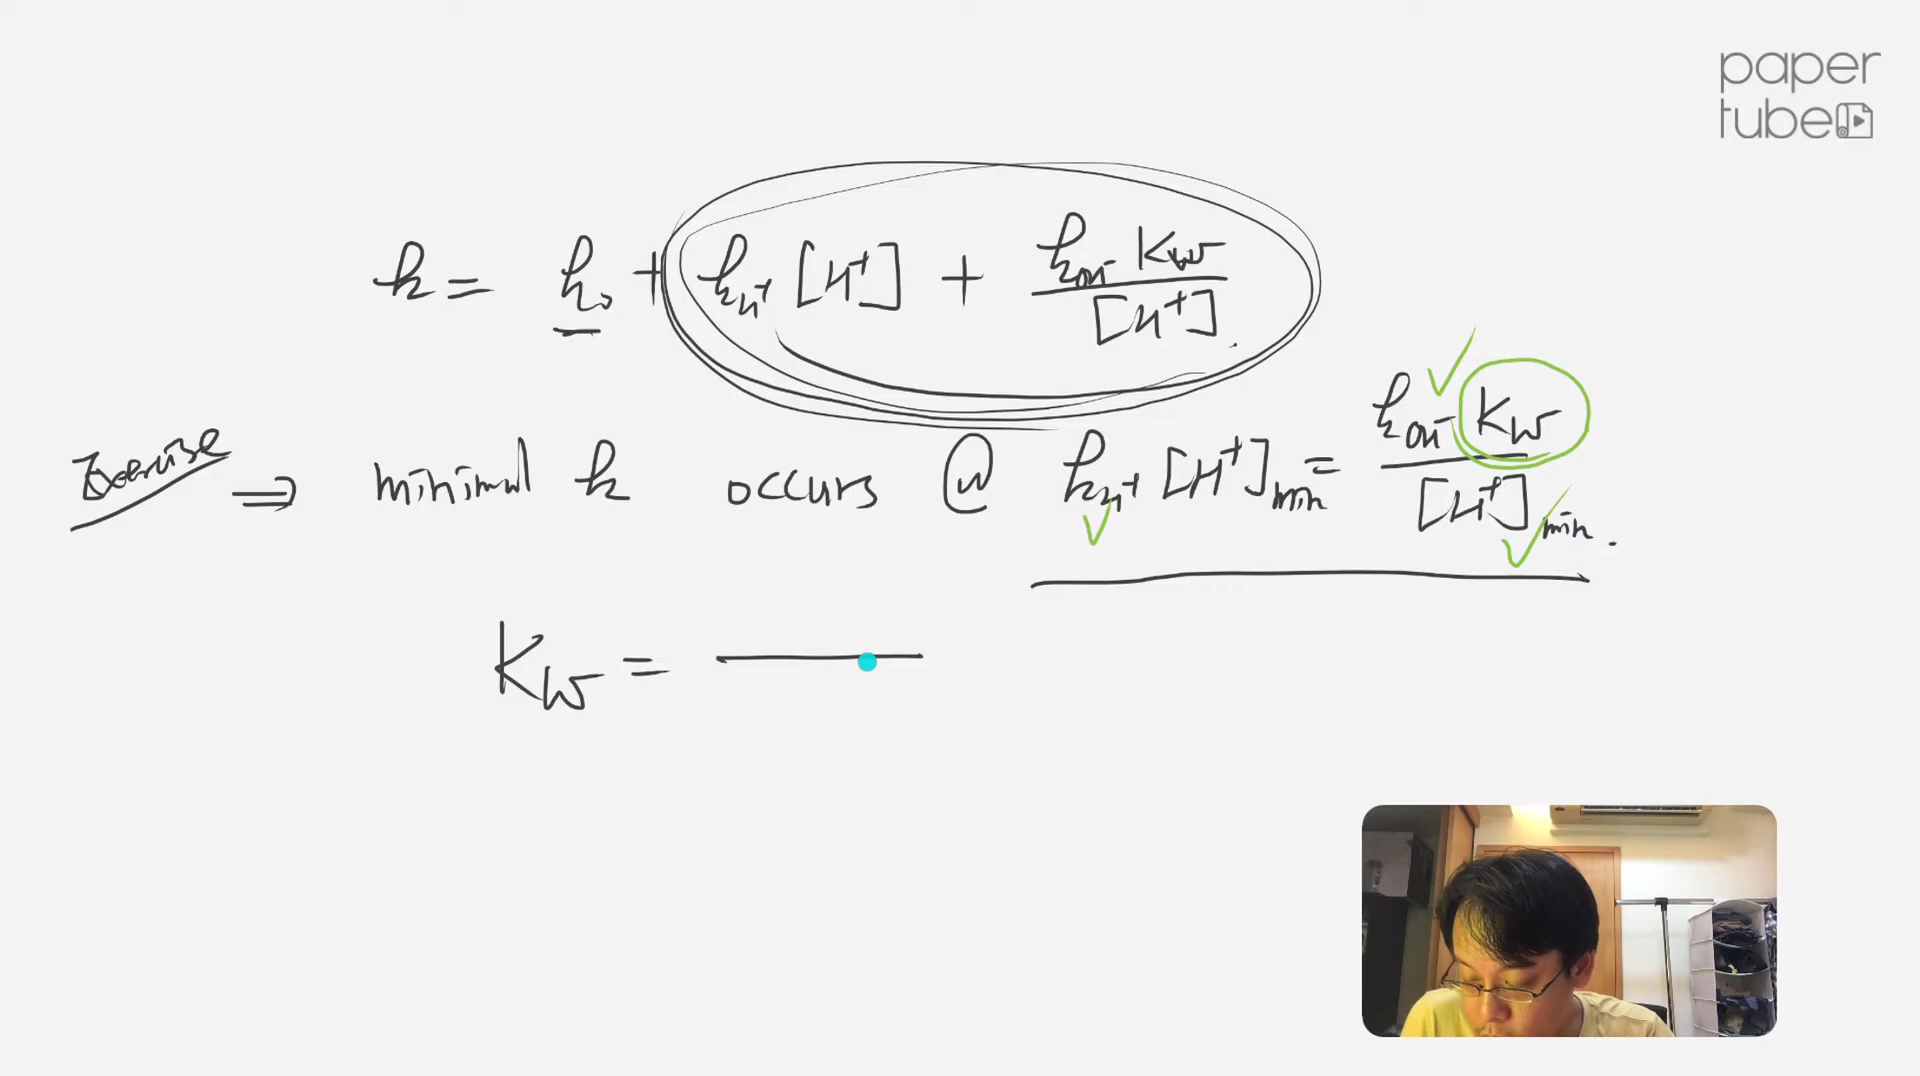 paper
tube
k = k₀ + k_H⁺ [H⁺] + k_OH⁻ K_W / [H⁺] .
Exercise ⇒ minimal k occurs @ k_H⁺ [H⁺]_min = k_OH⁻ K_W / [H⁺]_min .
K_W =